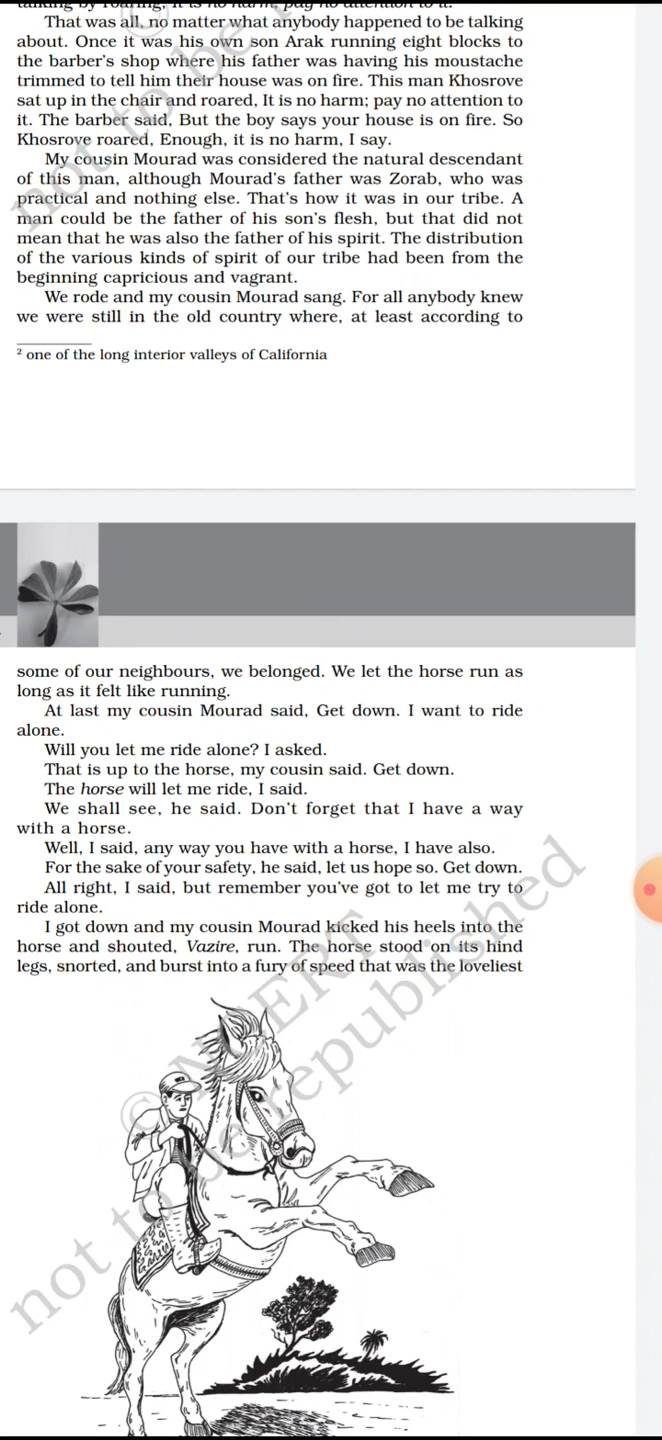 talking by roaring, It is no harm; pay no attention to it.
That was all, no matter what anybody happened to be talking
about. Once it was his own son Arak running eight blocks to
the barber's shop where his father was having his moustache
trimmed to tell him their house was on fire. This man Khosrove
sat up in the chair and roared, It is no harm; pay no attention to
it. The barber said, But the boy says your house is on fire. So
Khosrove roared, Enough, it is no harm, I say.
My cousin Mourad was considered the natural descendant
of this man, although Mourad's father was Zorab, who was
practical and nothing else. That's how it was in our tribe. A
man could be the father of his son's flesh, but that did not
mean that he was also the father of his spirit. The distribution
of the various kinds of spirit of our tribe had been from the
beginning capricious and vagrant.
We rode and my cousin Mourad sang. For all anybody knew
we were still in the old country where, at least according to
² one of the long interior valleys of California
some of our neighbours, we belonged. We let the horse run as
long as it felt like running.
At last my cousin Mourad said, Get down. I want to ride
alone.
Will you let me ride alone? I asked.
That is up to the horse, my cousin said. Get down.
The horse will let me ride, I said.
We shall see, he said. Don't forget that I have a way
with a horse.
Well, I said, any way you have with a horse, I have also.
For the sake of your safety, he said, let us hope so. Get down.
All right, I said, but remember you've got to let me try to
ride alone.
I got down and my cousin Mourad kicked his heels into the
horse and shouted, Vazire, run. The horse stood on its hind
legs, snorted, and burst into a fury of speed that was the loveliest
© NCERT
not to be republished